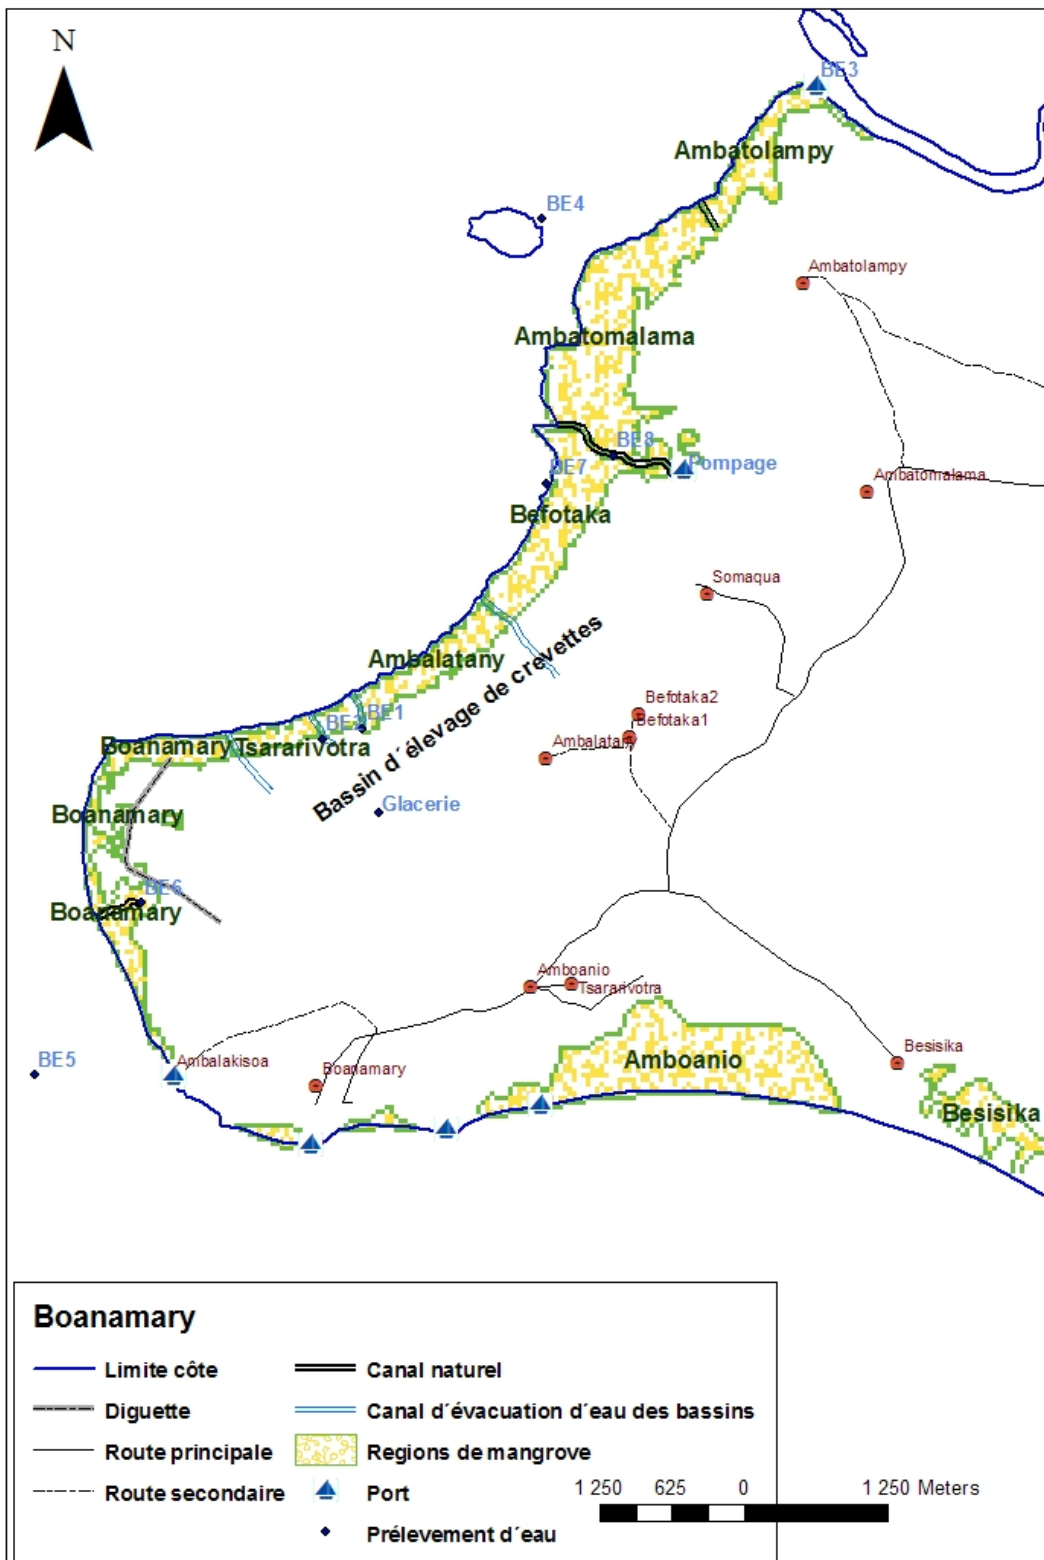 N
BE3
Ambatolampy
BE4
Ambatolampy
Ambatomalama
BE8
Pompage
BE7
Ambatomalama
Befotaka
Somaqua
Ambalatany
Bassin d´élevage de crevettes
Befotaka2
BE1
Befotaka1
Boanamary
Tsararivotra
Glacerie
Boanamary
BE6
Boanamary
Amboanio
Tsararivotra
BE5
Ambalakisoa
Boanamary
Amboanio
Besisika
Besisika
Boanamary
Limite côte
Canal naturel
Diguette
Canal d´évacuation d´eau des bassins
Route principale
Regions de mangrove
Route secondaire
Port
1 250 625 0 1 250 Meters
Prélevement d´eau